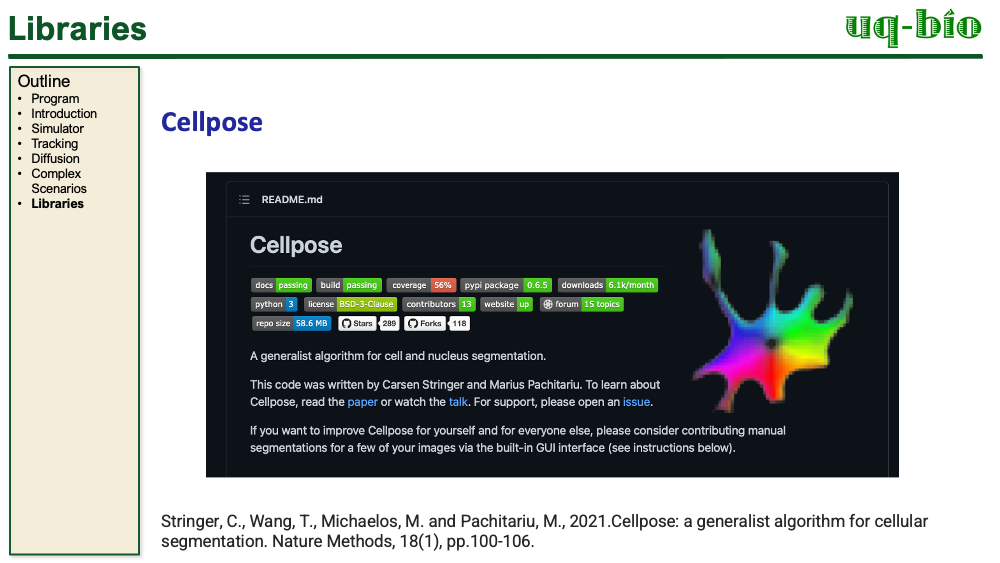 Libraries
uq-bio
Outline
• Program
• Introduction
• Simulator
• Tracking
• Diffusion
• Complex
Scenarios
• Libraries
Cellpose
README.md
Cellpose
docs passing build passing coverage 56% pypi package 0.6.5 downloads 6.1k/month
python 3 license BSD-3-Clause contributors 13 website up forum 15 topics
repo size 58.6 MB Stars 289 Forks 118
A generalist algorithm for cell and nucleus segmentation.
This code was written by Carsen Stringer and Marius Pachitariu. To learn about
Cellpose, read the paper or watch the talk. For support, please open an issue.
If you want to improve Cellpose for yourself and for everyone else, please consider contributing manual
segmentations for a few of your images via the built-in GUI interface (see instructions below).
Stringer, C., Wang, T., Michaelos, M. and Pachitariu, M., 2021.Cellpose: a generalist algorithm for cellular
segmentation. Nature Methods, 18(1), pp.100-106.